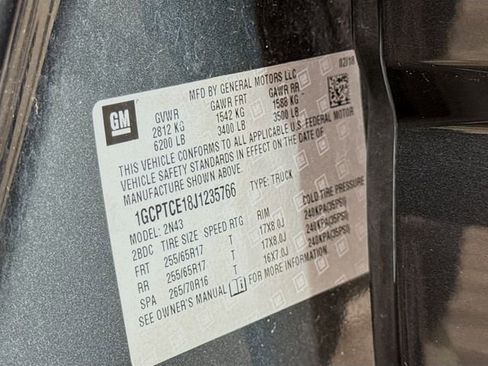 MFD BY GENERAL MOTORS LLC 02/18
GM
GVWR GAWR FRT GAWR RR
2812 KG 1542 KG 1588 KG
6200 LB 3400 LB 3500 LB
THIS VEHICLE CONFORMS TO ALL APPLICABLE U.S. FEDERAL MOTOR
VEHICLE SAFETY STANDARDS IN EFFECT ON THE DATE OF
MANUFACTURE SHOWN ABOVE.
1GCPTCE18J1235766 TYPE: TRUCK
MODEL: 2N43
2BDC TIRE SIZE SPEED RTG RIM COLD TIRE PRESSURE
FRT 255/65R17 T 17X8.0J 240KPA(35PSI)
RR 255/65R17 T 17X8.0J 240KPA(35PSI)
SPA 265/70R16 T 16X7.0J 240KPA(35PSI)
SEE OWNER'S MANUAL FOR MORE INFORMATION.